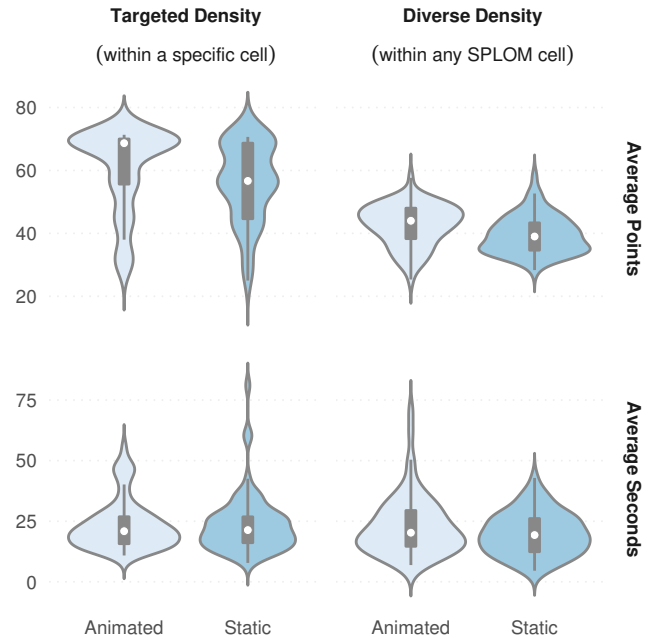 Targeted Density Diverse Density
(within a specific cell) (within any SPLOM cell)
80
60
40
20
Average Points
75
50
25
0
Average Seconds
Animated Static Animated Static